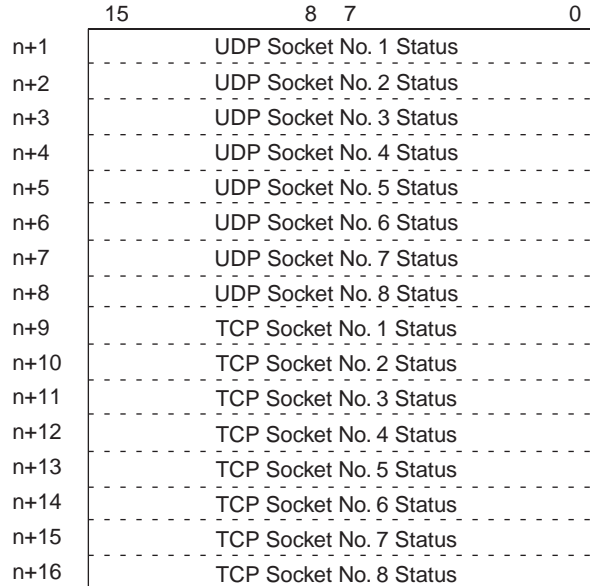 15 8 7 0
n+1 UDP Socket No. 1 Status
n+2 UDP Socket No. 2 Status
n+3 UDP Socket No. 3 Status
n+4 UDP Socket No. 4 Status
n+5 UDP Socket No. 5 Status
n+6 UDP Socket No. 6 Status
n+7 UDP Socket No. 7 Status
n+8 UDP Socket No. 8 Status
n+9 TCP Socket No. 1 Status
n+10 TCP Socket No. 2 Status
n+11 TCP Socket No. 3 Status
n+12 TCP Socket No. 4 Status
n+13 TCP Socket No. 5 Status
n+14 TCP Socket No. 6 Status
n+15 TCP Socket No. 7 Status
n+16 TCP Socket No. 8 Status